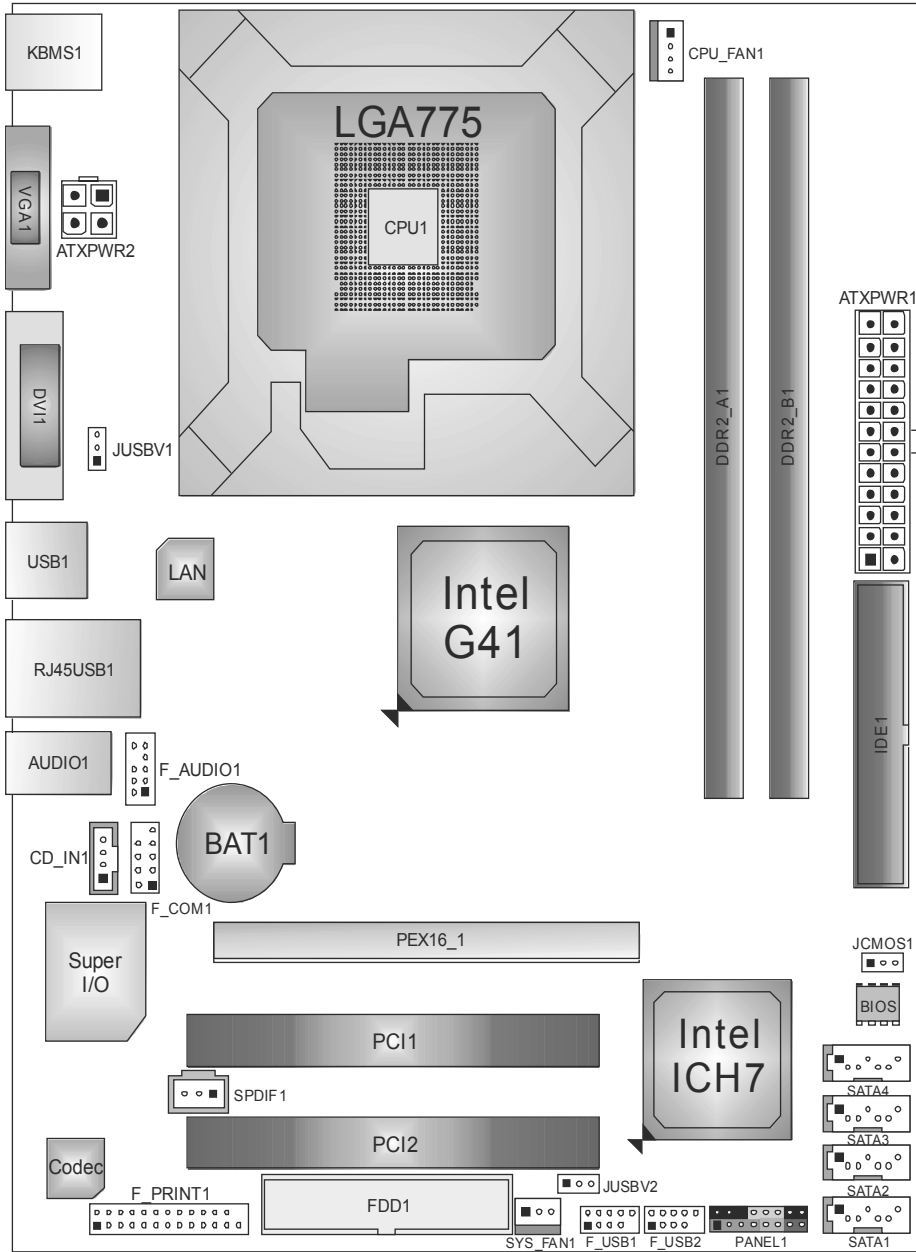 KBMS1
CPU_FAN1
LGA775
CPU1
VGA1
ATXPWR2
ATXPWR1
DVI1
JUSBV1
DDR2_A1
DDR2_B1
USB1
LAN
Intel
G41
RJ45USB1
IDE1
AUDIO1
F_AUDIO1
BAT1
CD_IN1
F_COM1
PEX16_1
JCMOS1
Super
I/O
BIOS
PCI1
Intel
ICH7
SPDIF1
SATA4
SATA3
PCI2
Codec
SATA2
F_PRINT1
FDD1
JUSBV2
SYS_FAN1
F_USB1
F_USB2
PANEL1
SATA1